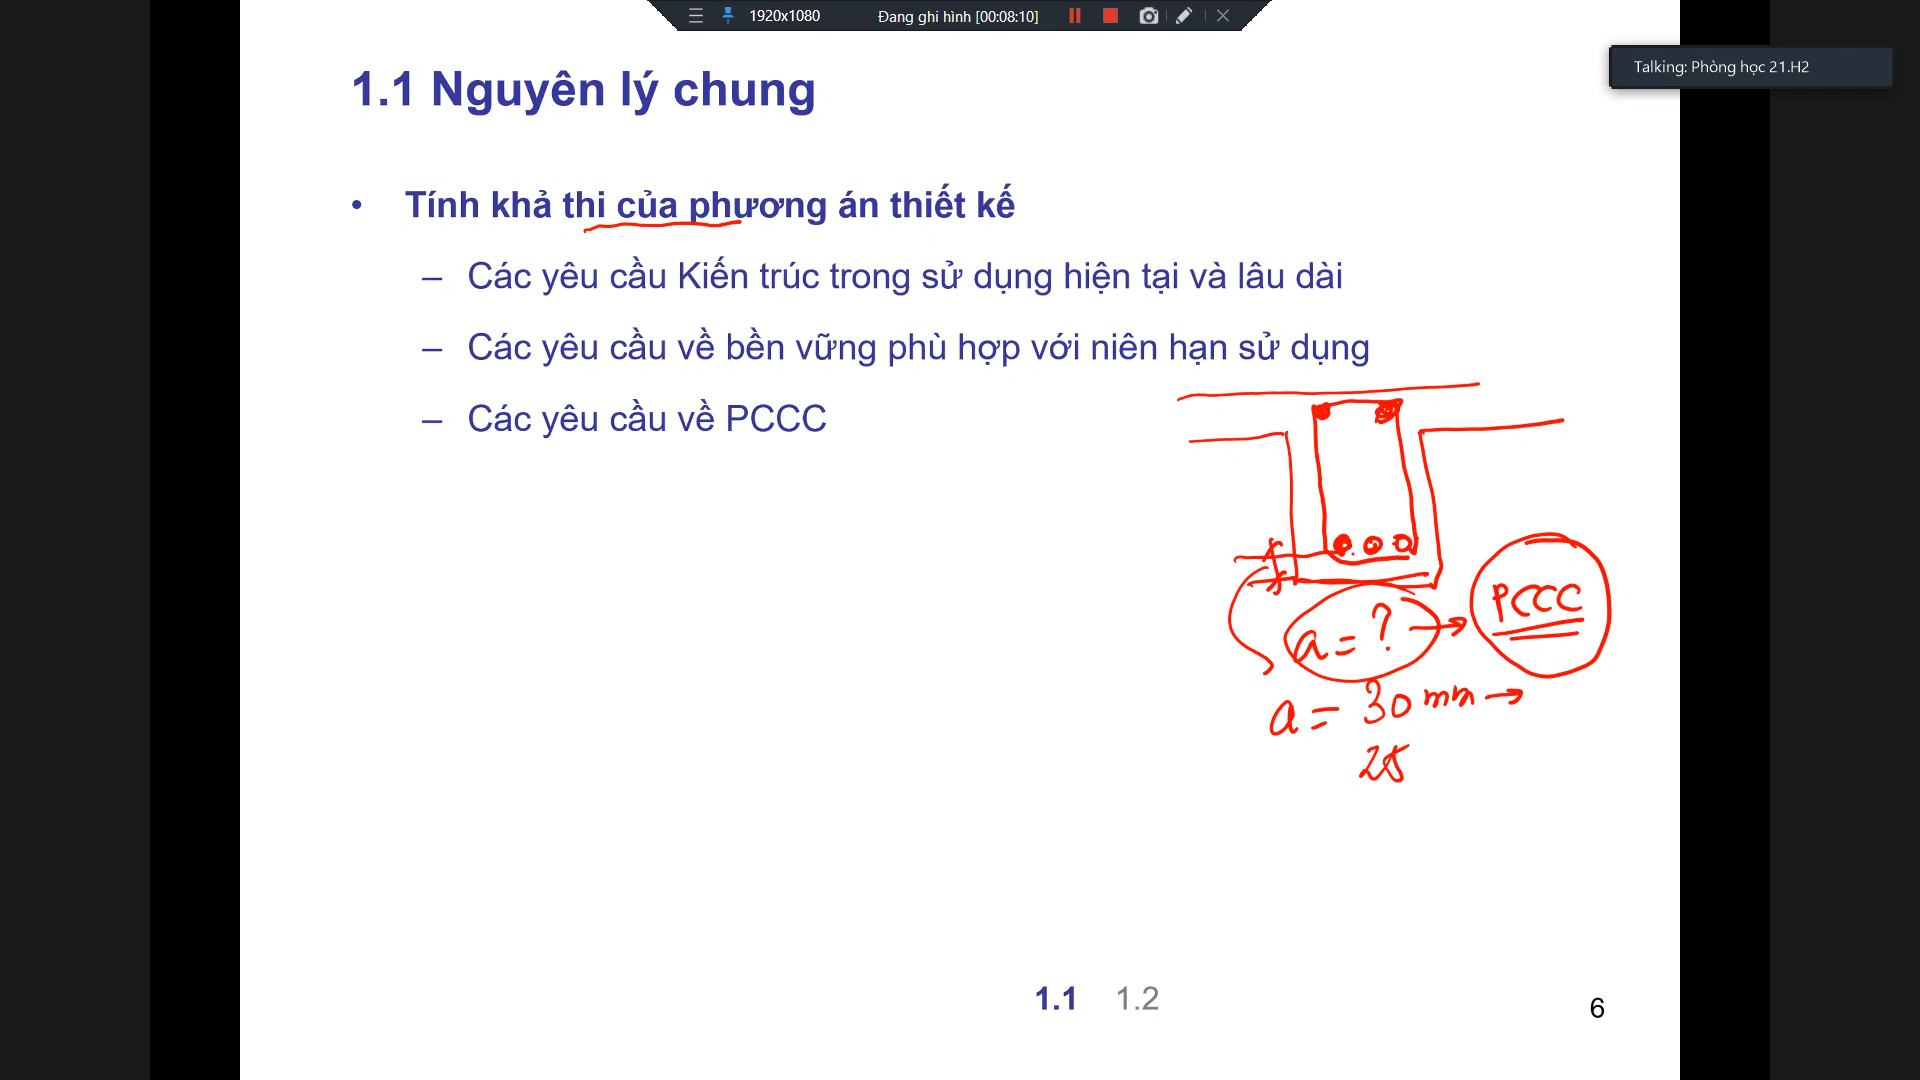 1920x1080 Đang ghi hình [00:08:10]
Talking: Phòng học 21.H2
1.1 Nguyên lý chung
• Tính khả thi của phương án thiết kế
– Các yêu cầu Kiến trúc trong sử dụng hiện tại và lâu dài
– Các yêu cầu về bền vững phù hợp với niên hạn sử dụng
– Các yêu cầu về PCCC
PCCC
a = ?
a = 30 mm
25
1.1 1.2
6